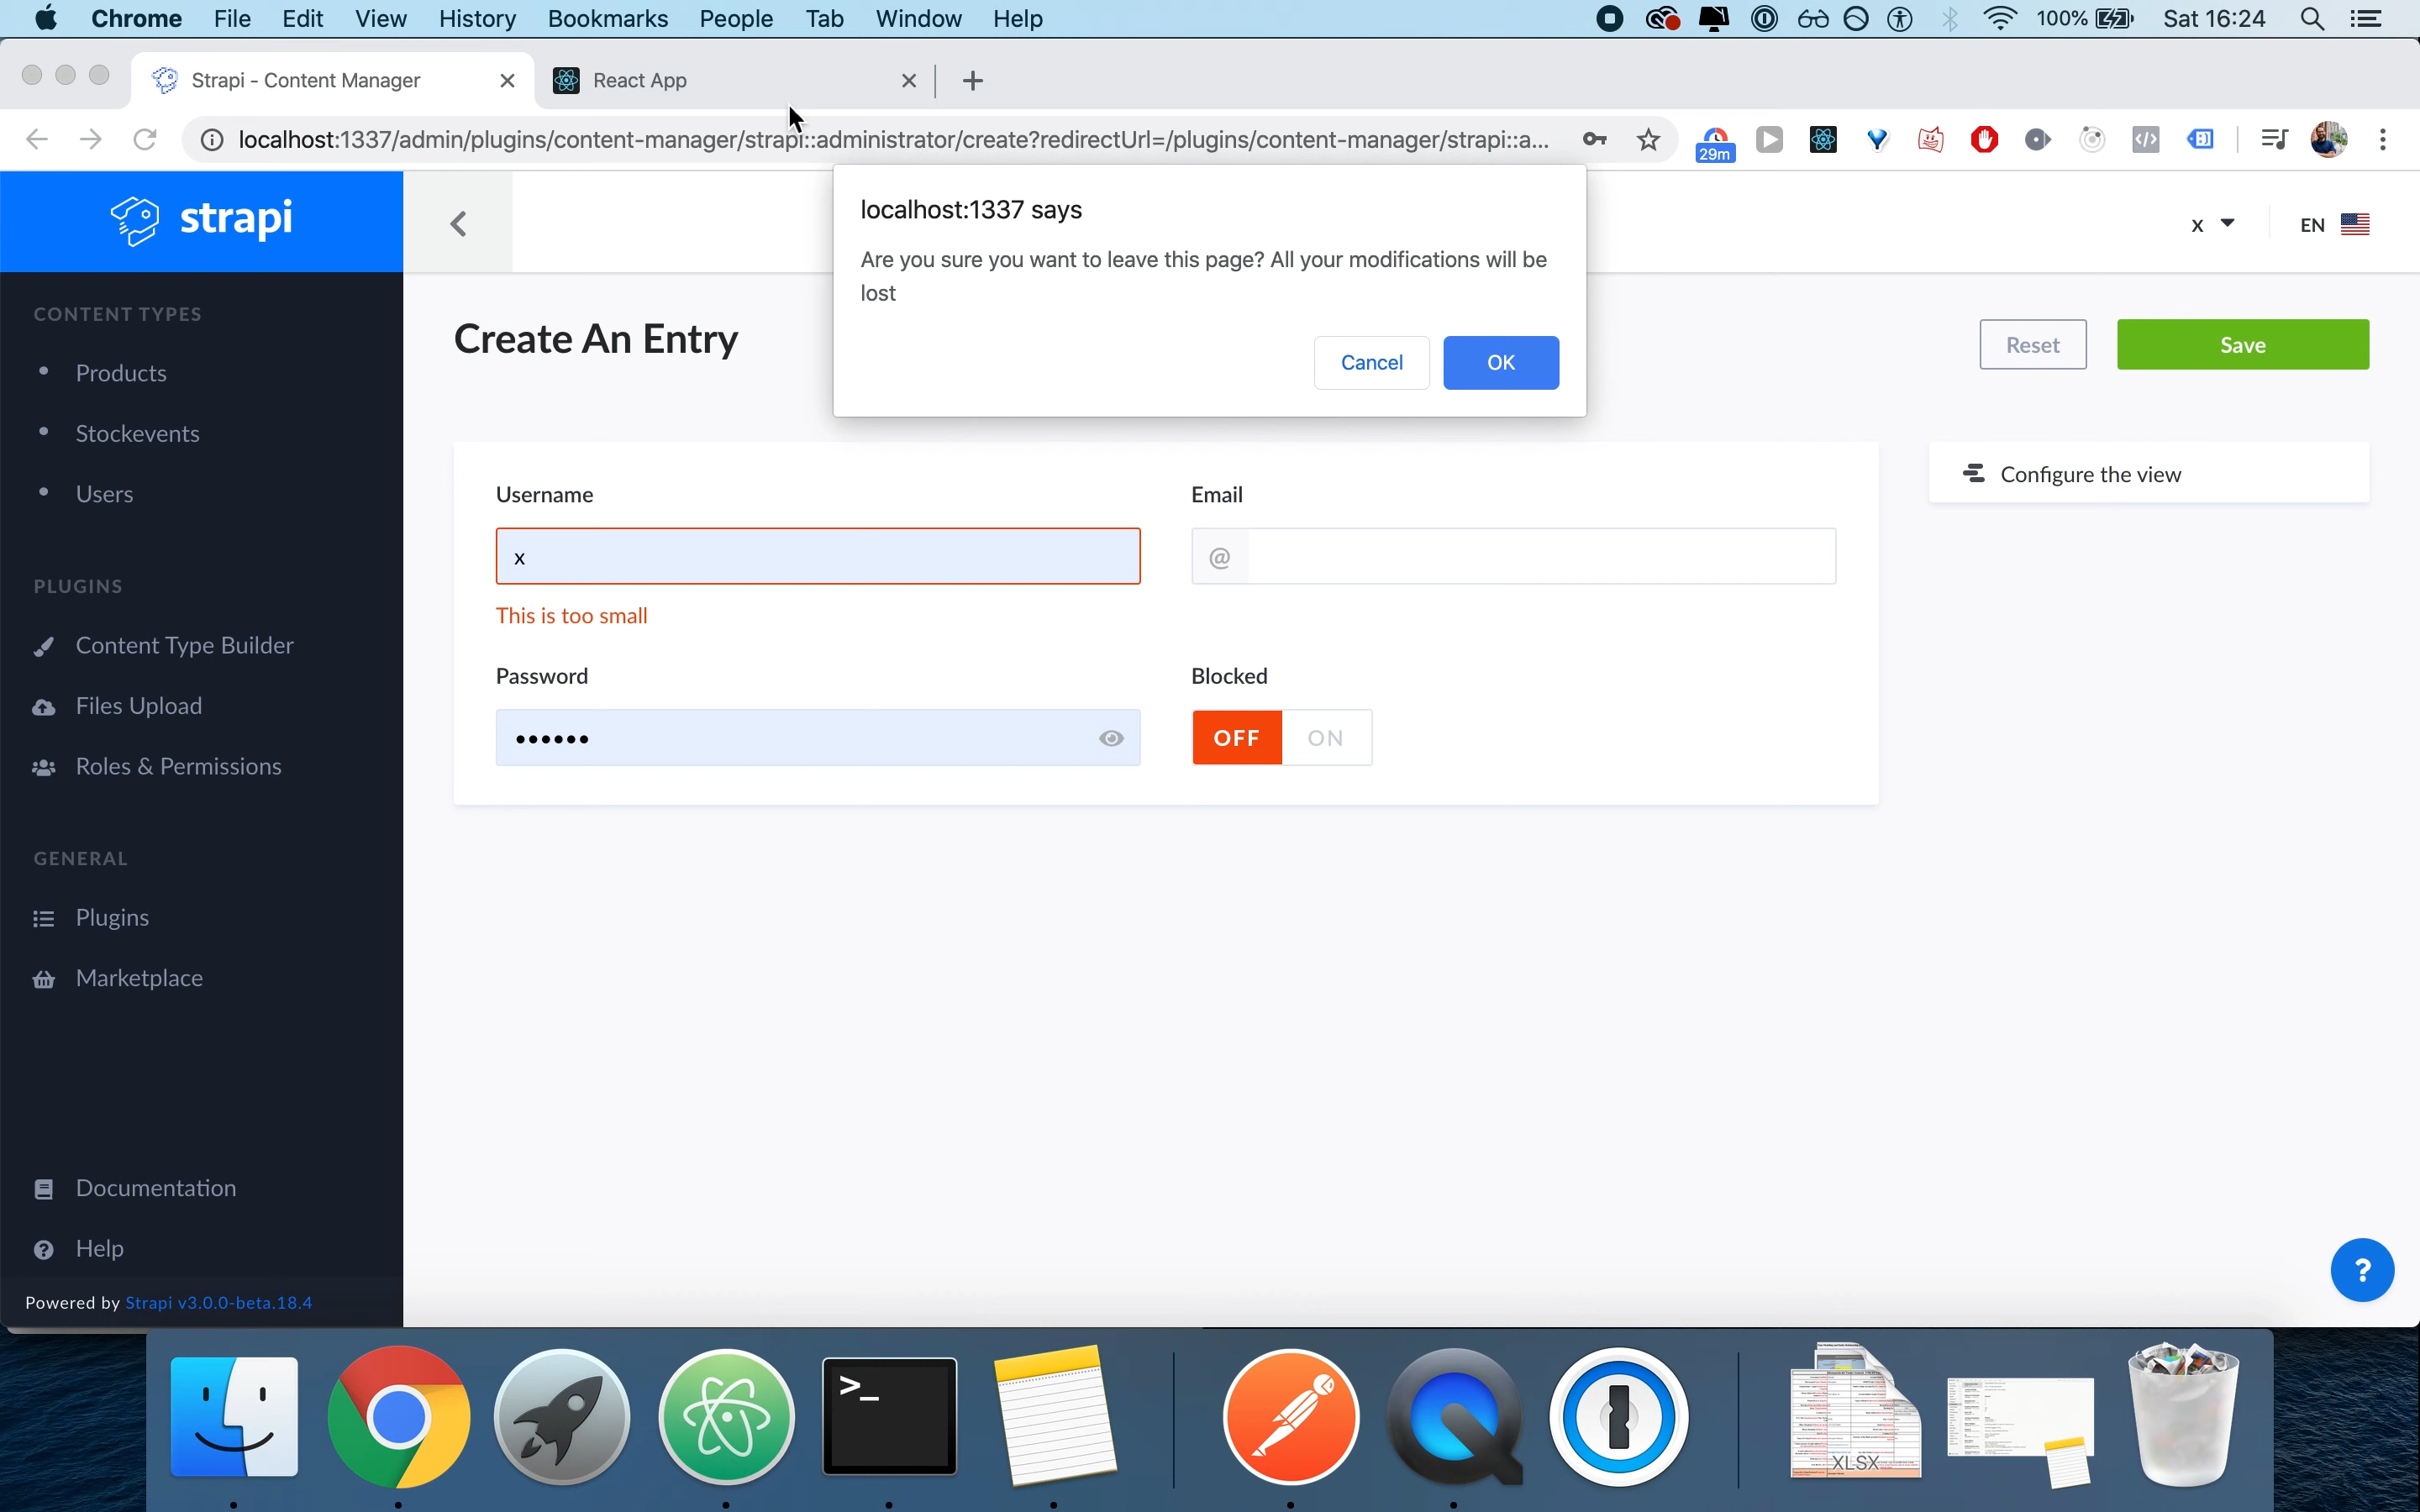 Chrome File Edit View History Bookmarks People Tab Window Help 100% Sat 16:24
Strapi - Content Manager React App
localhost:1337/admin/plugins/content-manager/strapi::administrator/create?redirectUrl=/plugins/content-manager/strapi::a... 29m
strapi
x EN
localhost:1337 says
Are you sure you want to leave this page? All your modifications will be
lost
Cancel OK
CONTENT TYPES
Products
Stockevents
Users
PLUGINS
Content Type Builder
Files Upload
Roles & Permissions
GENERAL
Plugins
Marketplace
Documentation
Help
Powered by Strapi v3.0.0-beta.18.4
Create An Entry
Reset Save
Configure the view
Username
x
This is too small
Email
@
Password
••••••
Blocked
OFF ON
?
>_
XLSX